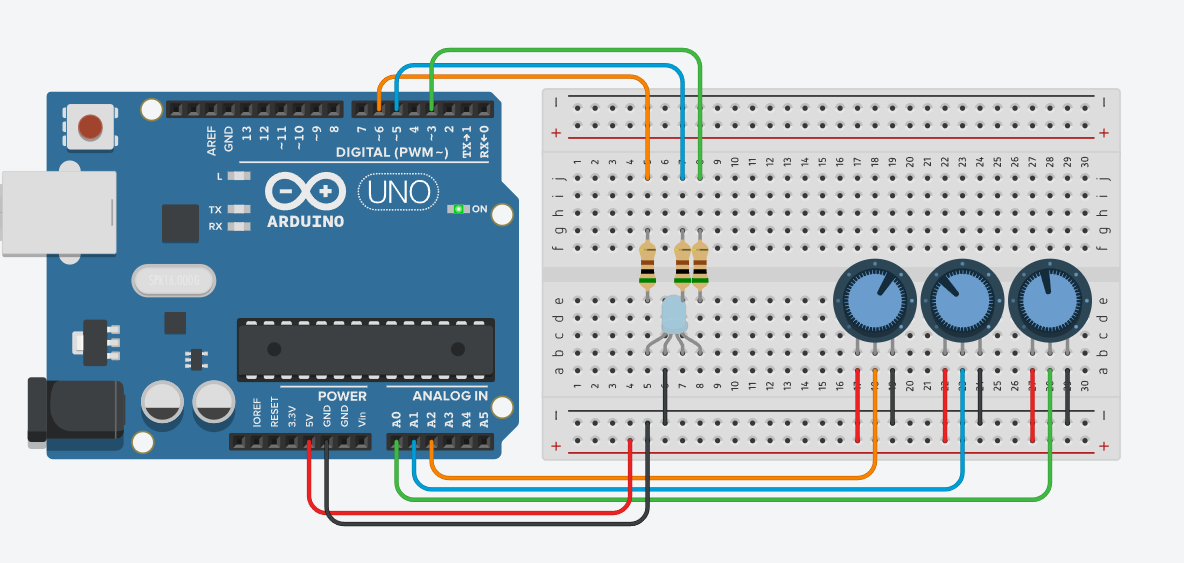 AREF
GND
13
12
~11
~10
~9
8
7
~6
~5
4
~3
2
TX→1
RX←0
DIGITAL (PWM~)
L
TX
RX
UNO
ARDUINO
ON
IOREF
RESET
3.3V
5V
GND
GND
Vin
POWER
ANALOG IN
A0
A1
A2
A3
A4
A5
− −
+ +
1 2 3 4 5 6 7 8 9 10 11 12 13 14 15 16 17 18 19 20 21 22 23 24 25 26 27 28 29 30
j j
i i
h h
g g
f f
e e
d d
c c
b b
a a
1 2 3 4 5 6 7 8 9 10 11 12 13 14 15 16 17 18 19 20 21 22 23 24 25 26 27 28 29 30
− −
+ +